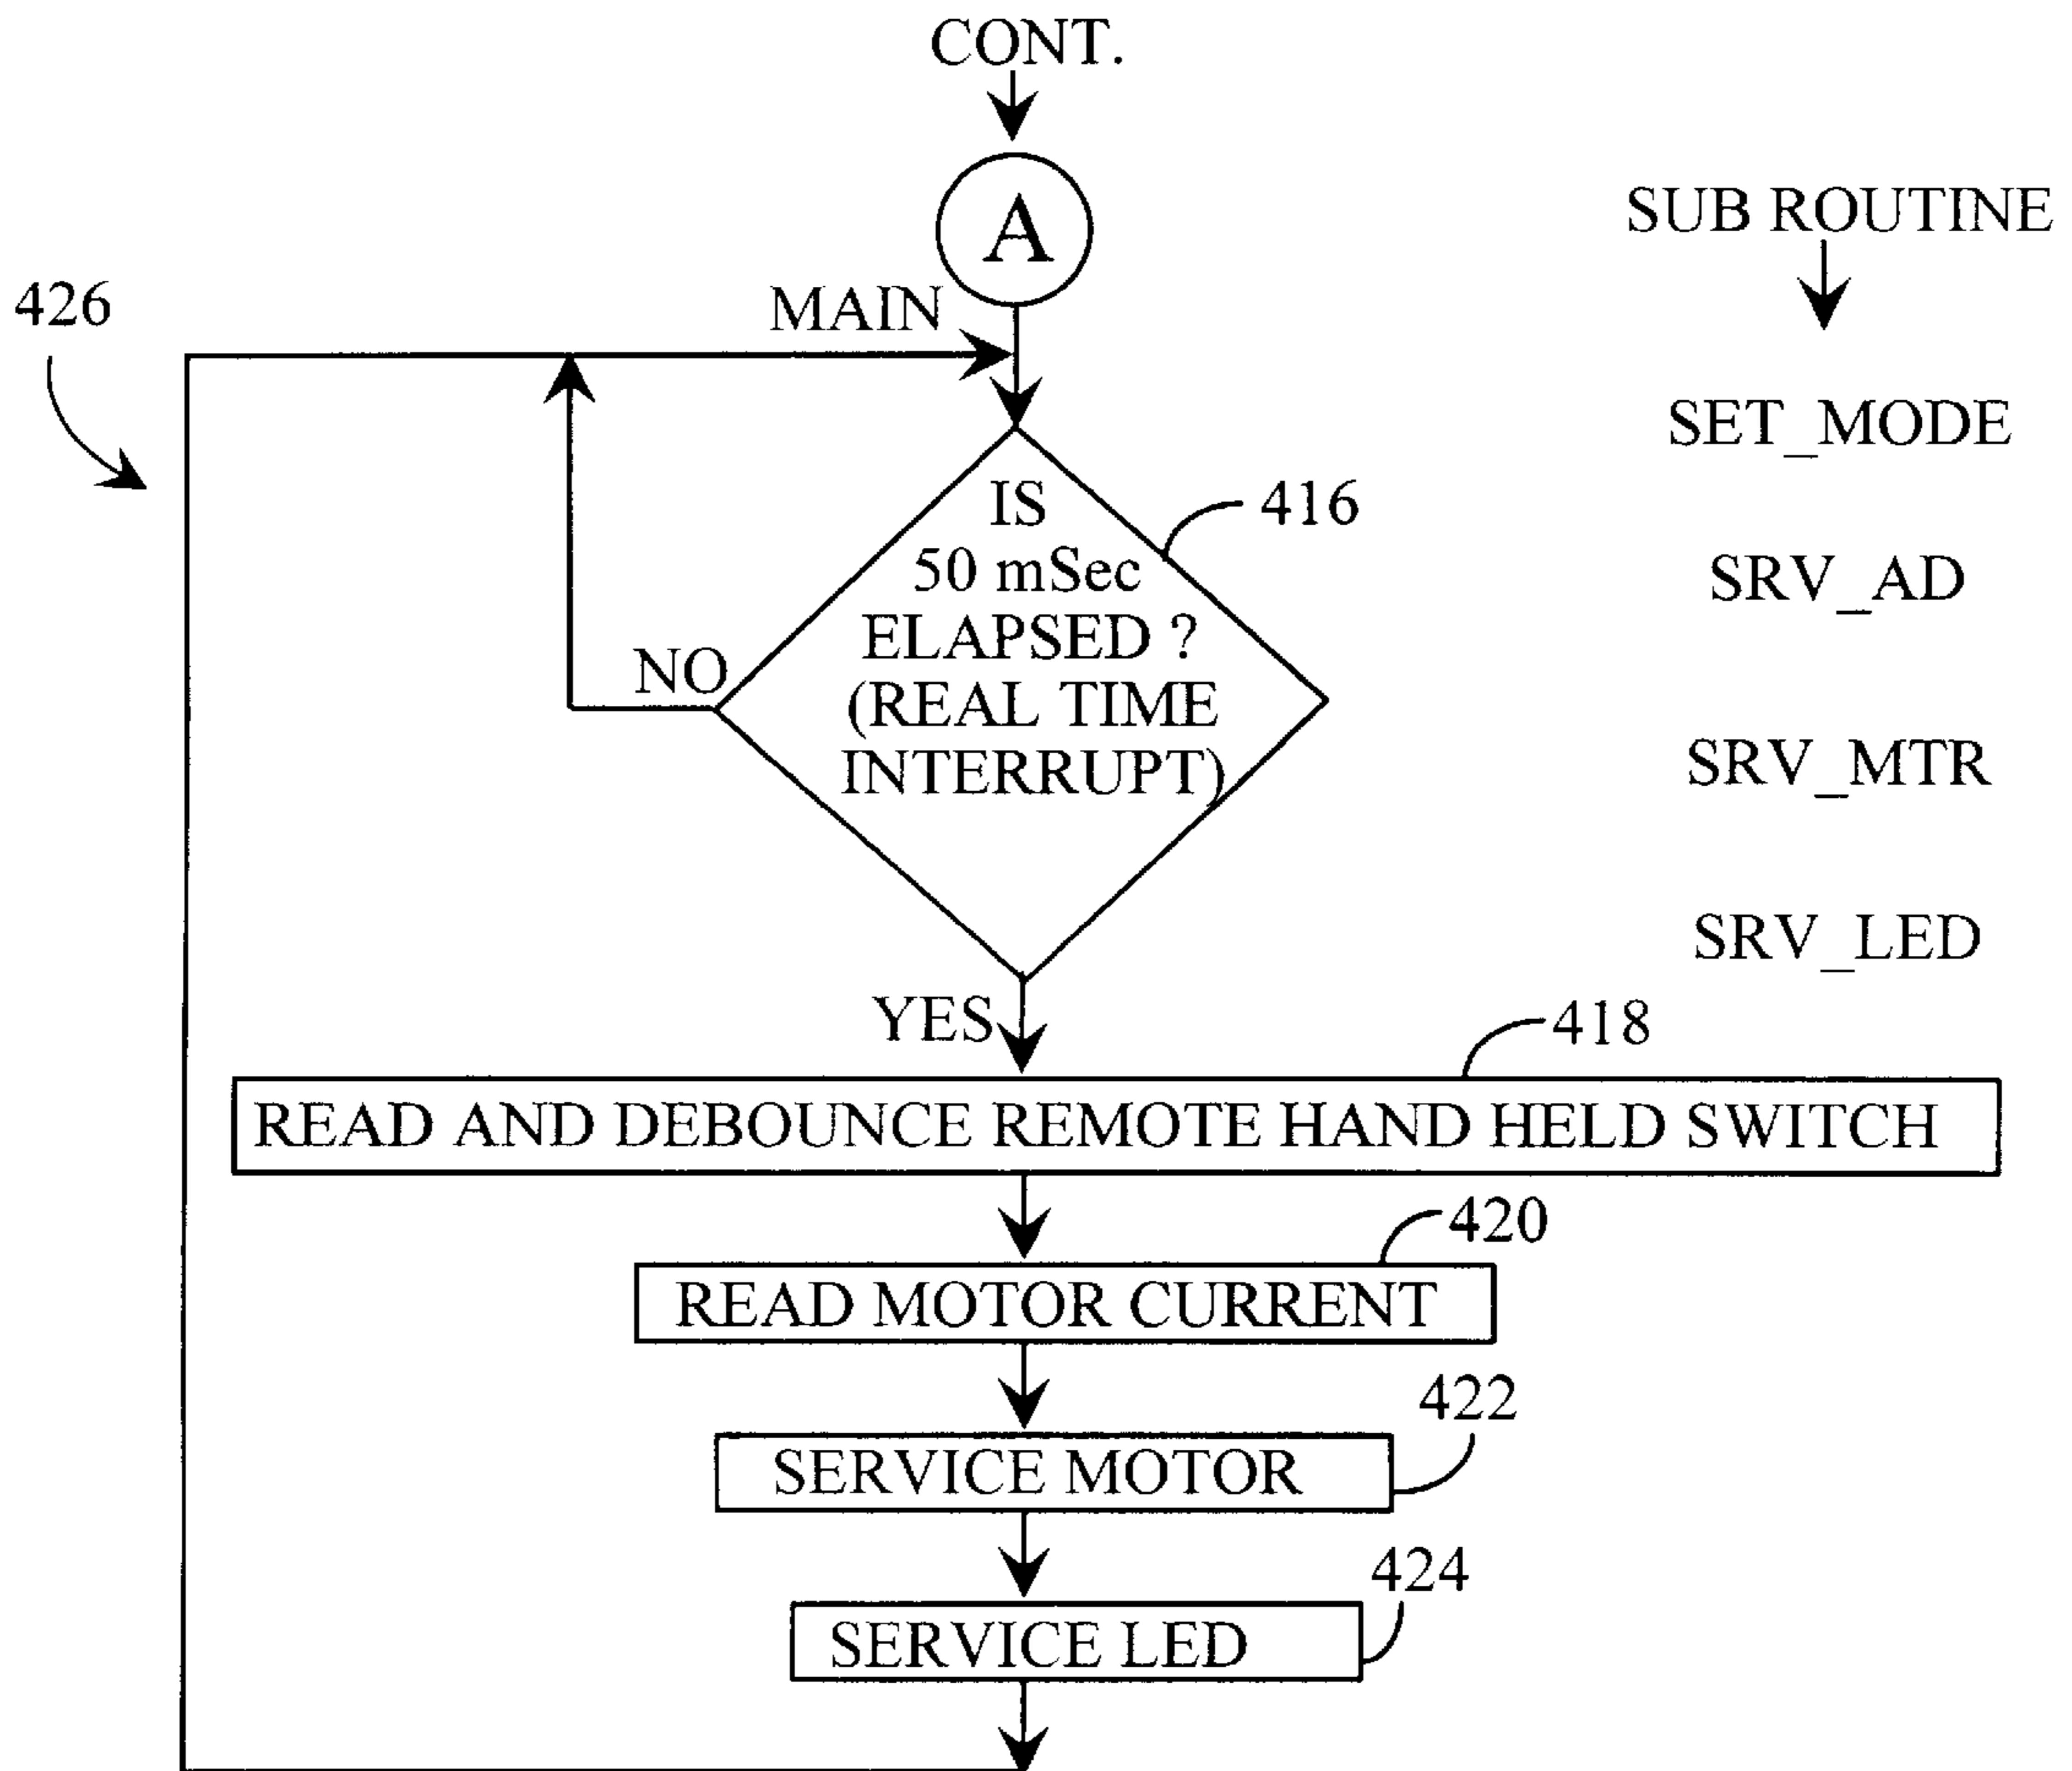 CONT.
A
SUB ROUTINE
426
MAIN
SET_MODE
416
IS
50 mSec
ELAPSED ?
(REAL TIME
INTERRUPT)
NO
SRV_AD
SRV_MTR
SRV_LED
YES
418
READ AND DEBOUNCE REMOTE HAND HELD SWITCH
420
READ MOTOR CURRENT
422
SERVICE MOTOR
424
SERVICE LED